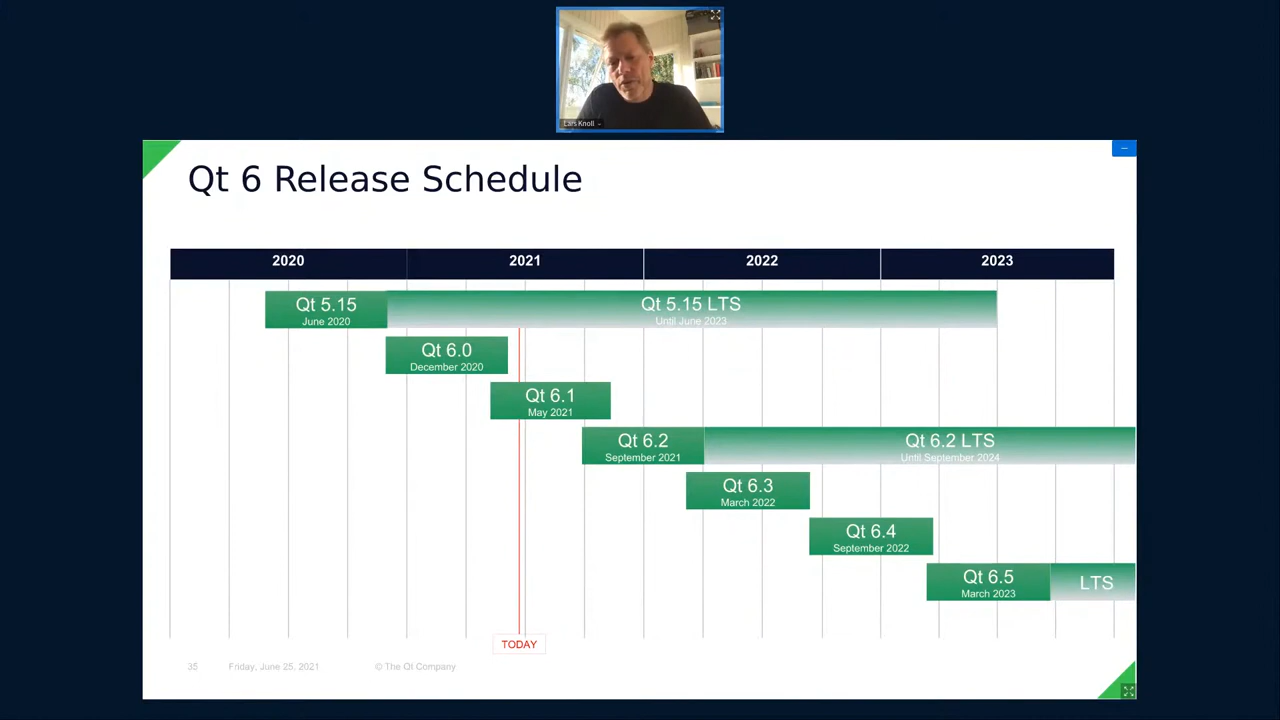 Lars Knoll
Qt 6 Release Schedule
2020 2021 2022 2023
Qt 5.15
June 2020
Qt 5.15 LTS
Until June 2023
Qt 6.0
December 2020
Qt 6.1
May 2021
Qt 6.2
September 2021
Qt 6.2 LTS
Until September 2024
Qt 6.3
March 2022
Qt 6.4
September 2022
Qt 6.5
March 2023
LTS
TODAY
35 Friday, June 25, 2021 © The Qt Company